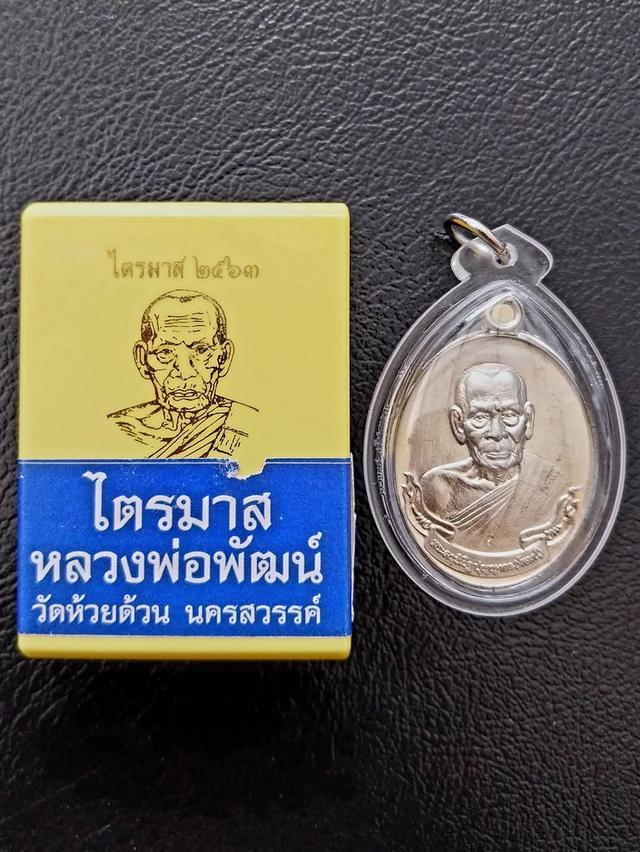 ไตรมาส ๒๕๖๓
ไตรมาส
หลวงพ่อพัฒน์
วัดห้วยด้วน นครสวรรค์